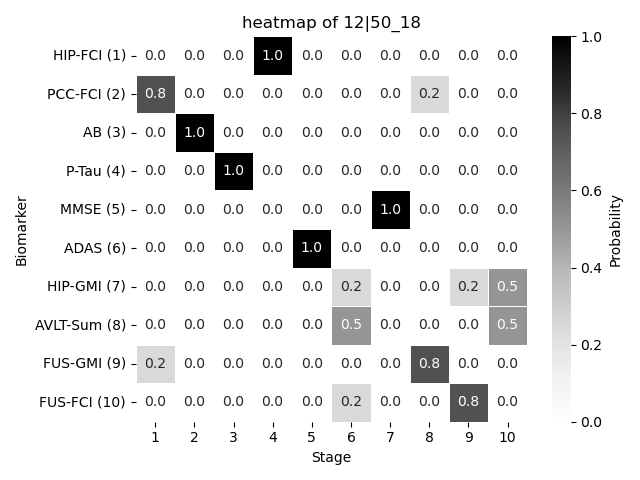 heatmap of 12|50_18
HIP-FCI (1) 0.0 0.0 0.0 1.0 0.0 0.0 0.0 0.0 0.0 0.0
PCC-FCI (2) 0.8 0.0 0.0 0.0 0.0 0.0 0.0 0.2 0.0 0.0
AB (3) 0.0 1.0 0.0 0.0 0.0 0.0 0.0 0.0 0.0 0.0
P-Tau (4) 0.0 0.0 1.0 0.0 0.0 0.0 0.0 0.0 0.0 0.0
MMSE (5) 0.0 0.0 0.0 0.0 0.0 0.0 1.0 0.0 0.0 0.0
ADAS (6) 0.0 0.0 0.0 0.0 1.0 0.0 0.0 0.0 0.0 0.0
HIP-GMI (7) 0.0 0.0 0.0 0.0 0.0 0.2 0.0 0.0 0.2 0.5
AVLT-Sum (8) 0.0 0.0 0.0 0.0 0.0 0.5 0.0 0.0 0.0 0.5
FUS-GMI (9) 0.2 0.0 0.0 0.0 0.0 0.0 0.0 0.8 0.0 0.0
FUS-FCI (10) 0.0 0.0 0.0 0.0 0.0 0.2 0.0 0.0 0.8 0.0
1 2 3 4 5 6 7 8 9 10
Stage
Biomarker
1.0
0.8
0.6
0.4
0.2
0.0
Probability